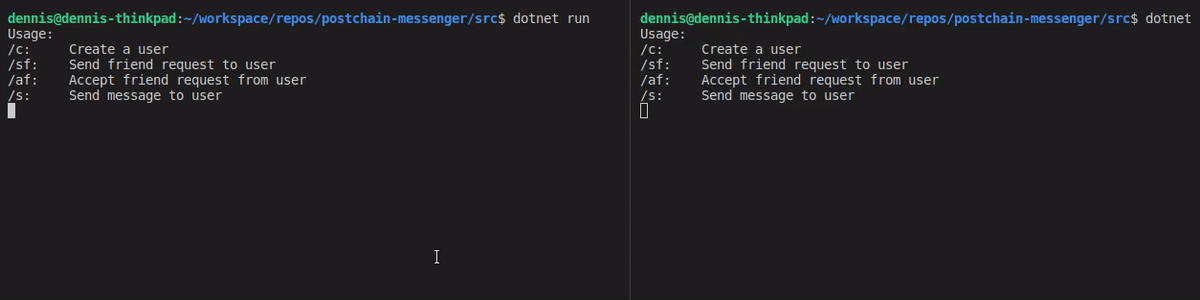 dennis@dennis-thinkpad:~/workspace/repos/postchain-messenger/src$ dotnet run
Usage:
/c:    Create a user
/sf:    Send friend request to user
/af:    Accept friend request from user
/s:    Send message to user
dennis@dennis-thinkpad:~/workspace/repos/postchain-messenger/src$ dotnet
Usage:
/c:    Create a user
/sf:    Send friend request to user
/af:    Accept friend request from user
/s:    Send message to user